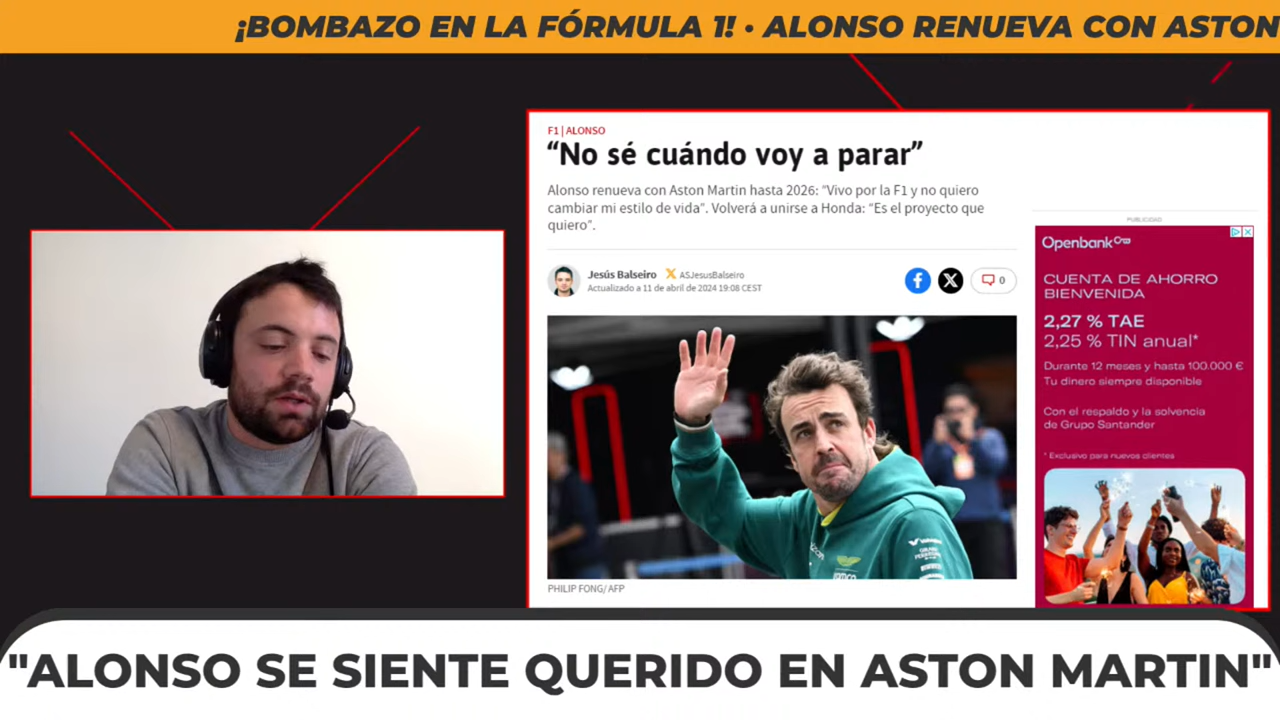 ¡BOMBAZO EN LA FÓRMULA 1! · ALONSO RENUEVA CON ASTON
F1 | ALONSO
“No sé cuándo voy a parar”
Alonso renueva con Aston Martin hasta 2026: “Vivo por la F1 y no quiero
cambiar mi estilo de vida”. Volverá a unirse a Honda: “Es el proyecto que
quiero”.
Jesús Balseiro X ASJesusBalseiro
Actualizado a 11 de abril de 2024 19:08 CEST
0
PHILIP FONG/ AFP
PUBLICIDAD
Openbank
CUENTA DE AHORRO
BIENVENIDA
2,27 % TAE
2,25 % TIN anual*
Durante 12 meses y hasta 100.000 €
Tu dinero siempre disponible
Con el respaldo y la solvencia
de Grupo Santander
* Exclusivo para nuevos clientes
"ALONSO SE SIENTE QUERIDO EN ASTON MARTIN"